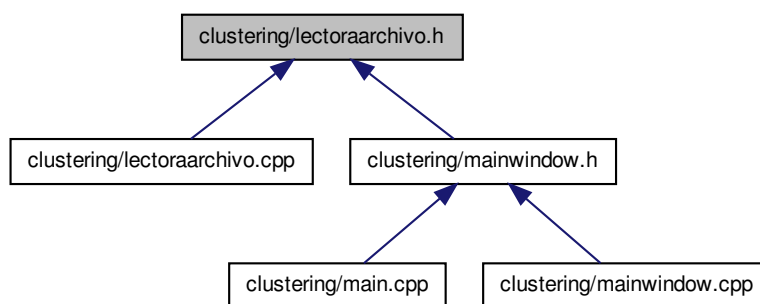 clustering/lectoraarchivo.h
clustering/lectoraarchivo.cpp
clustering/mainwindow.h
clustering/main.cpp
clustering/mainwindow.cpp